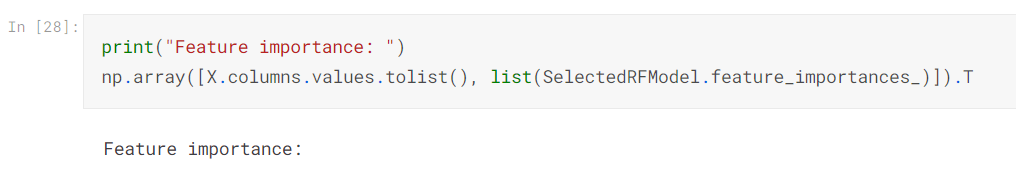 In [28]:
print("Feature importance: ")
np.array([X.columns.values.tolist(), list(SelectedRFModel.feature_importances_)]).T
Feature importance: